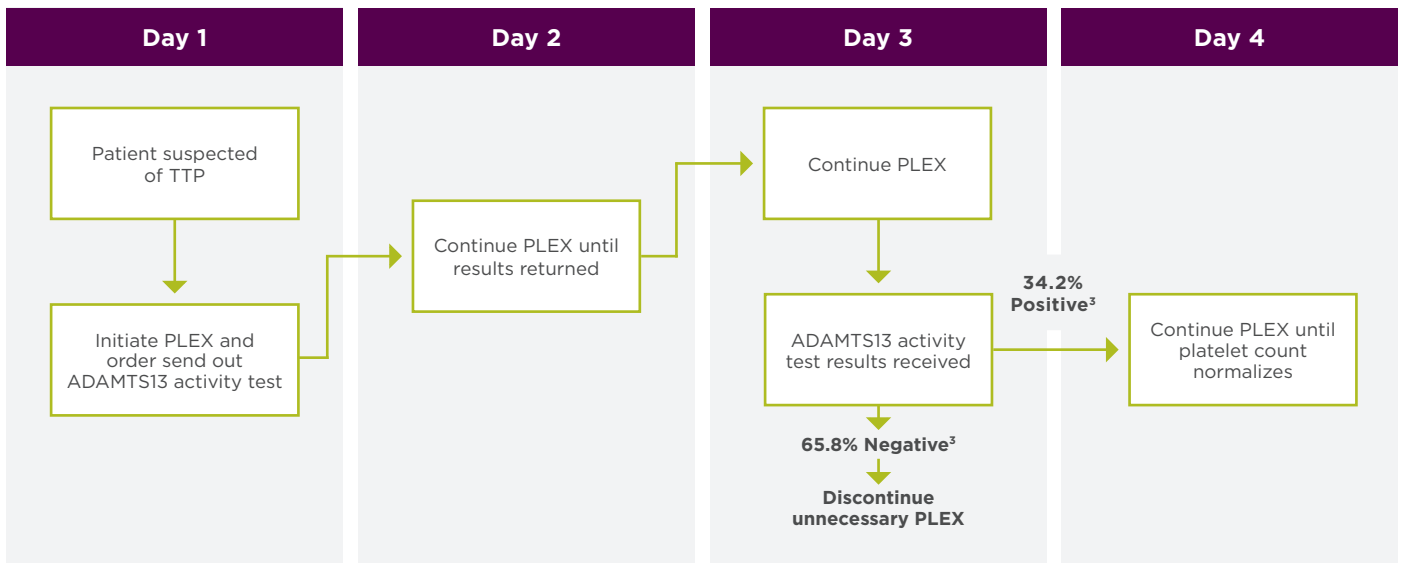 Day 1
Patient suspected
of TTP
Initiate PLEX and
order send out
ADAMTS13 activity test
Day 2
Continue PLEX until
results returned
Day 3
Continue PLEX
ADAMTS13 activity
test results received
65.8% Negative³
Discontinue
unnecessary PLEX
34.2%
Positive³
Day 4
Continue PLEX until
platelet count
normalizes